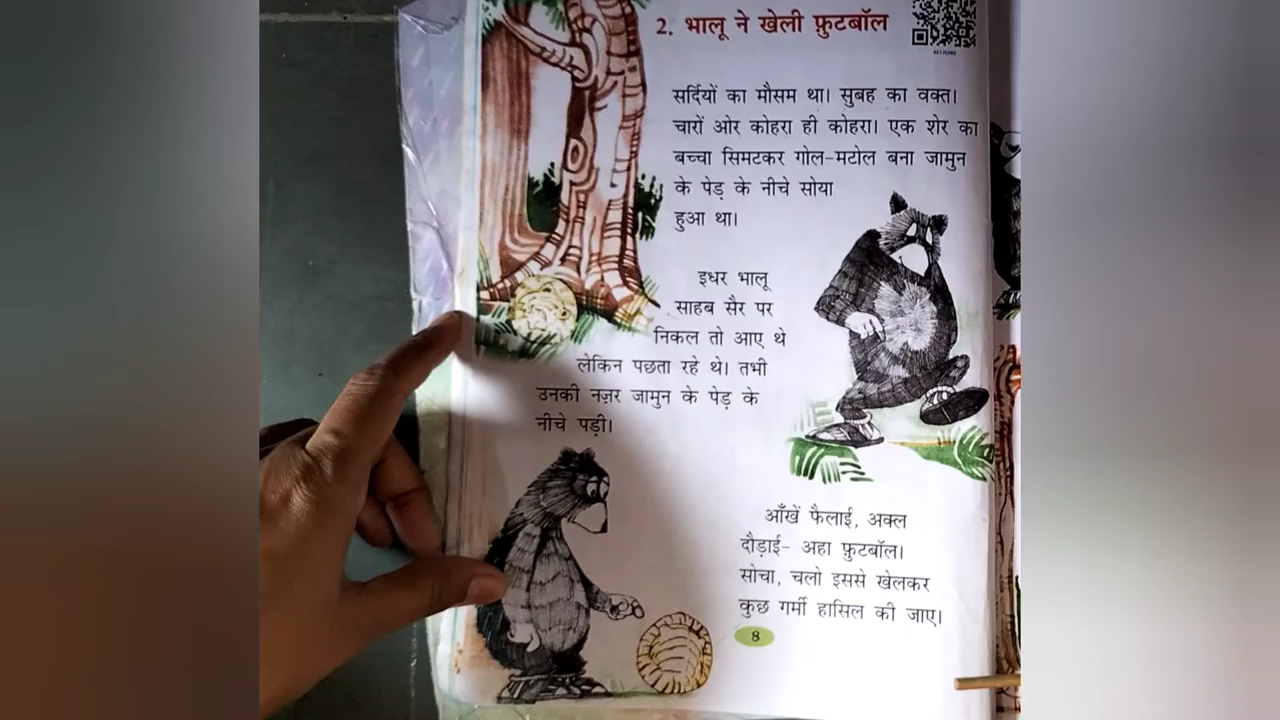 2. भालू ने खेली फ़ुटबॉल
सर्दियों का मौसम था। सुबह का वक्त।
चारों ओर कोहरा ही कोहरा। एक शेर का
बच्चा सिमटकर गोल-मटोल बना जामुन
के पेड़ के नीचे सोया
हुआ था।
इधर भालू
साहब सैर पर
निकल तो आए थे
लेकिन पछता रहे थे। तभी
उनकी नज़र जामुन के पेड़ के
नीचे पड़ी।
आँखें फैलाई, अक्ल
दौड़ाई- अहा फ़ुटबॉल।
सोचा, चलो इससे खेलकर
कुछ गर्मी हासिल की जाए।
8